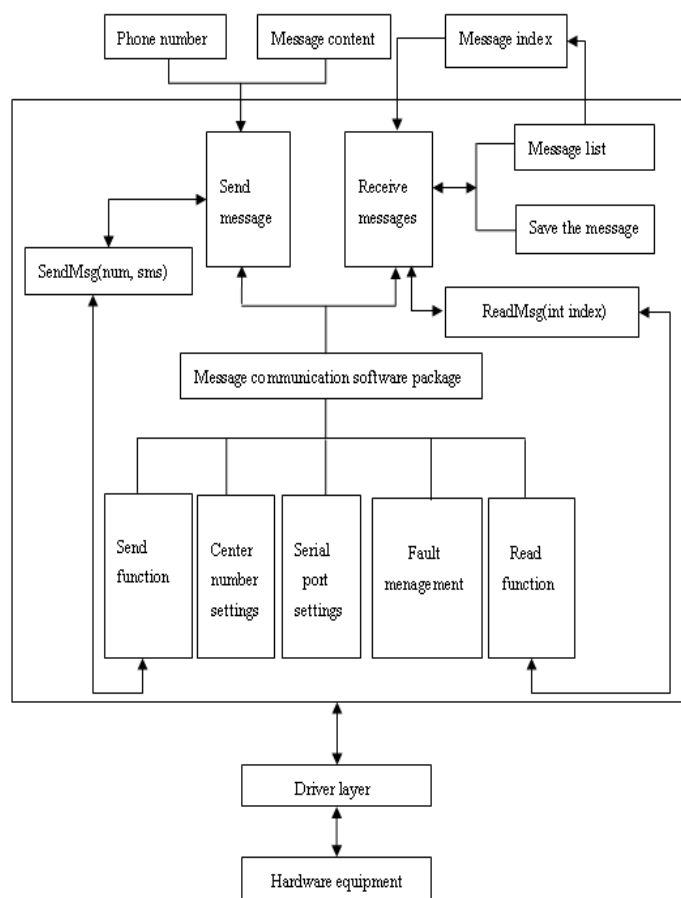 Phone number
Message content
Message index
Send
message
Receive
messages
Message list
Save the message
SendMsg(num, sms)
ReadMsg(int index)
Message communication software package
Send
function
Center
number
settings
Serial
port
settings
Fault
menagement
Read
function
Driver layer
Hardware equipment